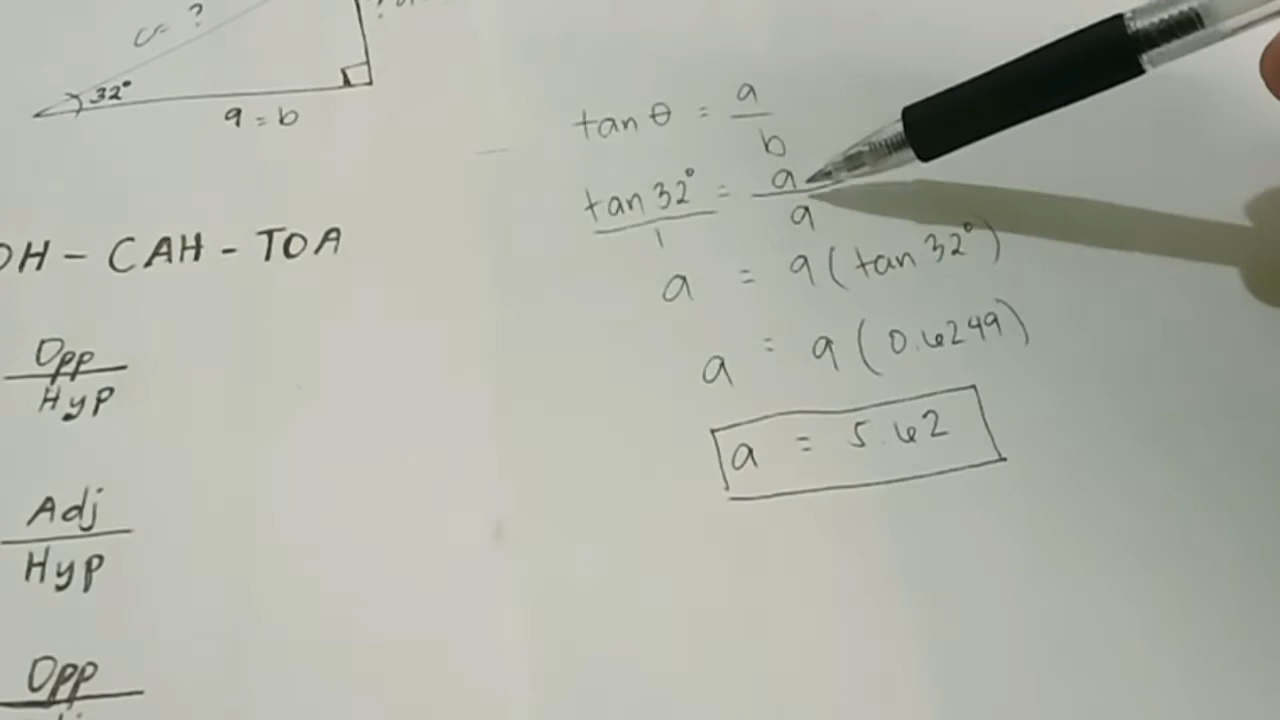 c = ?
32°
9 = b
OH - CAH - TOA
Opp
Hyp
Adj
Hyp
Opp
tan θ = a
b
tan 32° = a
1 9
a = 9 (tan 32°)
a = 9 (0.6249)
a = 5.62